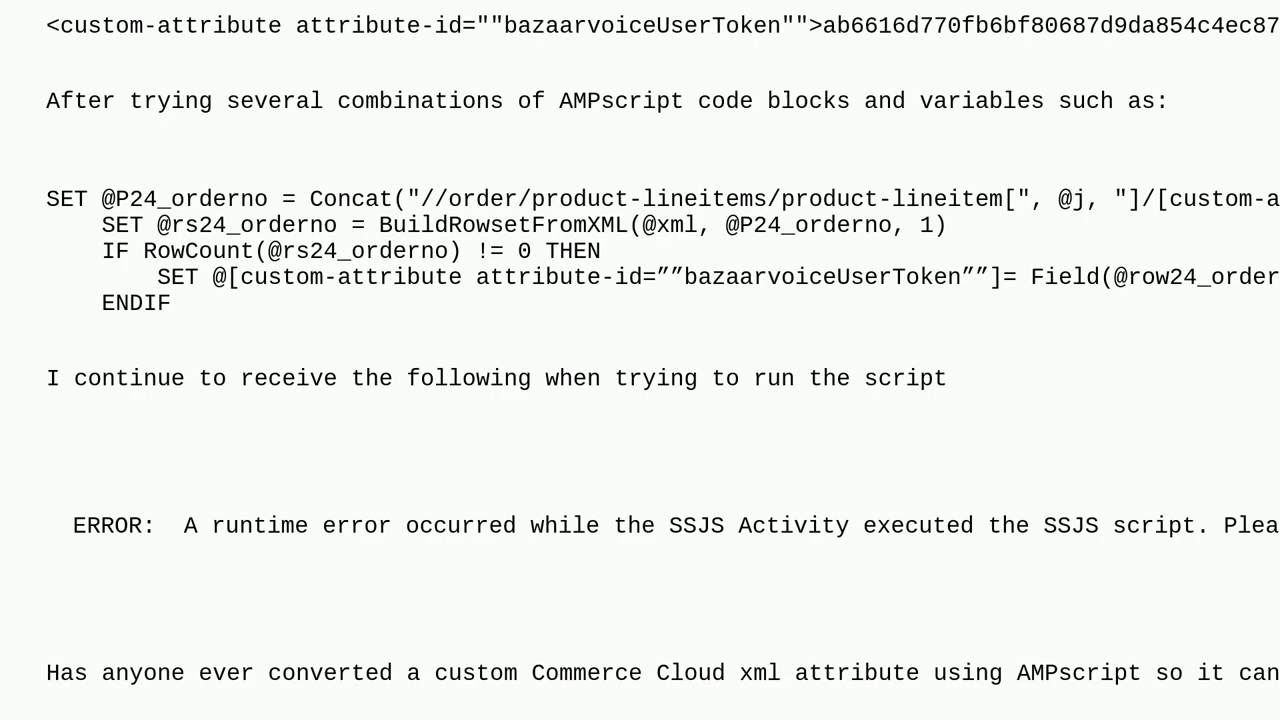 <custom-attribute attribute-id=""bazaarvoiceUserToken"">ab6616d770fb6bf80687d9da854c4ec87
After trying several combinations of AMPscript code blocks and variables such as:
SET @P24_orderno = Concat("//order/product-lineitems/product-lineitem[", @j, "]/[custom-a
SET @rs24_orderno = BuildRowsetFromXML(@xml, @P24_orderno, 1)
IF RowCount(@rs24_orderno) != 0 THEN
SET @[custom-attribute attribute-id=””bazaarvoiceUserToken””]= Field(@row24_order
ENDIF
I continue to receive the following when trying to run the script
ERROR:  A runtime error occurred while the SSJS Activity executed the SSJS script. Plea
Has anyone ever converted a custom Commerce Cloud xml attribute using AMPscript so it can